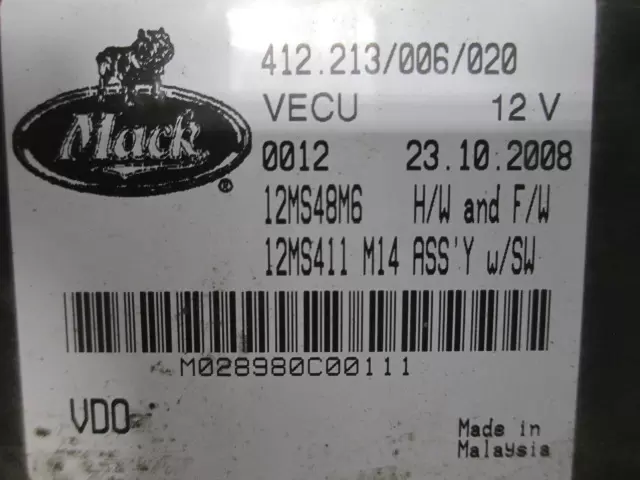 Mack®
412.213/006/020
VECU 12 V
0012 23.10.2008
12MS48M6 H/W and F/W
12MS411 M14 ASS'Y w/SW
M028980C00111
VDO
Made in
Malaysia